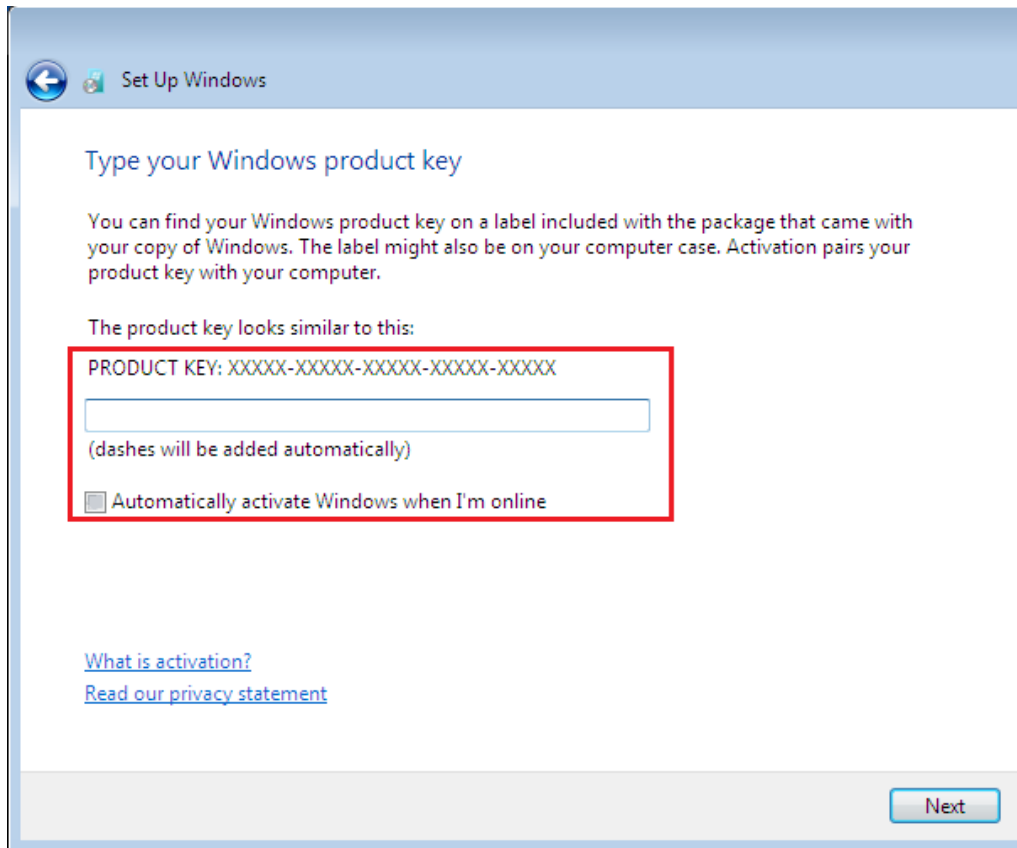 Set Up Windows
Type your Windows product key
You can find your Windows product key on a label included with the package that came with
your copy of Windows. The label might also be on your computer case. Activation pairs your
product key with your computer.
The product key looks similar to this:
PRODUCT KEY: XXXXX-XXXXX-XXXXX-XXXXX-XXXXX
(dashes will be added automatically)
Automatically activate Windows when I'm online
What is activation?
Read our privacy statement
Next